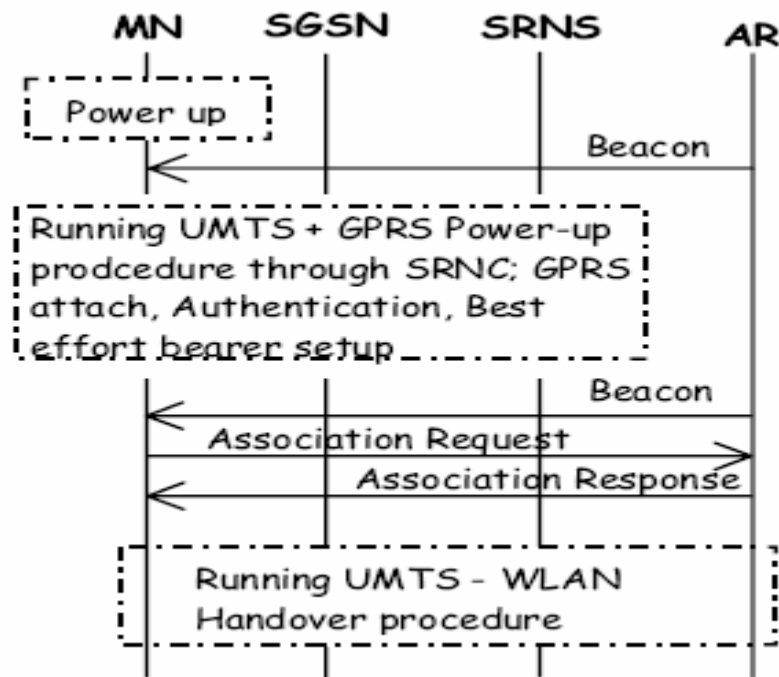 MN SGSN SRNS AR
Power up
Beacon
Running UMTS + GPRS Power-up
prodcedure through SRNC; GPRS
attach, Authentication, Best
effort bearer setup
Beacon
Association Request
Association Response
Running UMTS - WLAN
Handover procedure